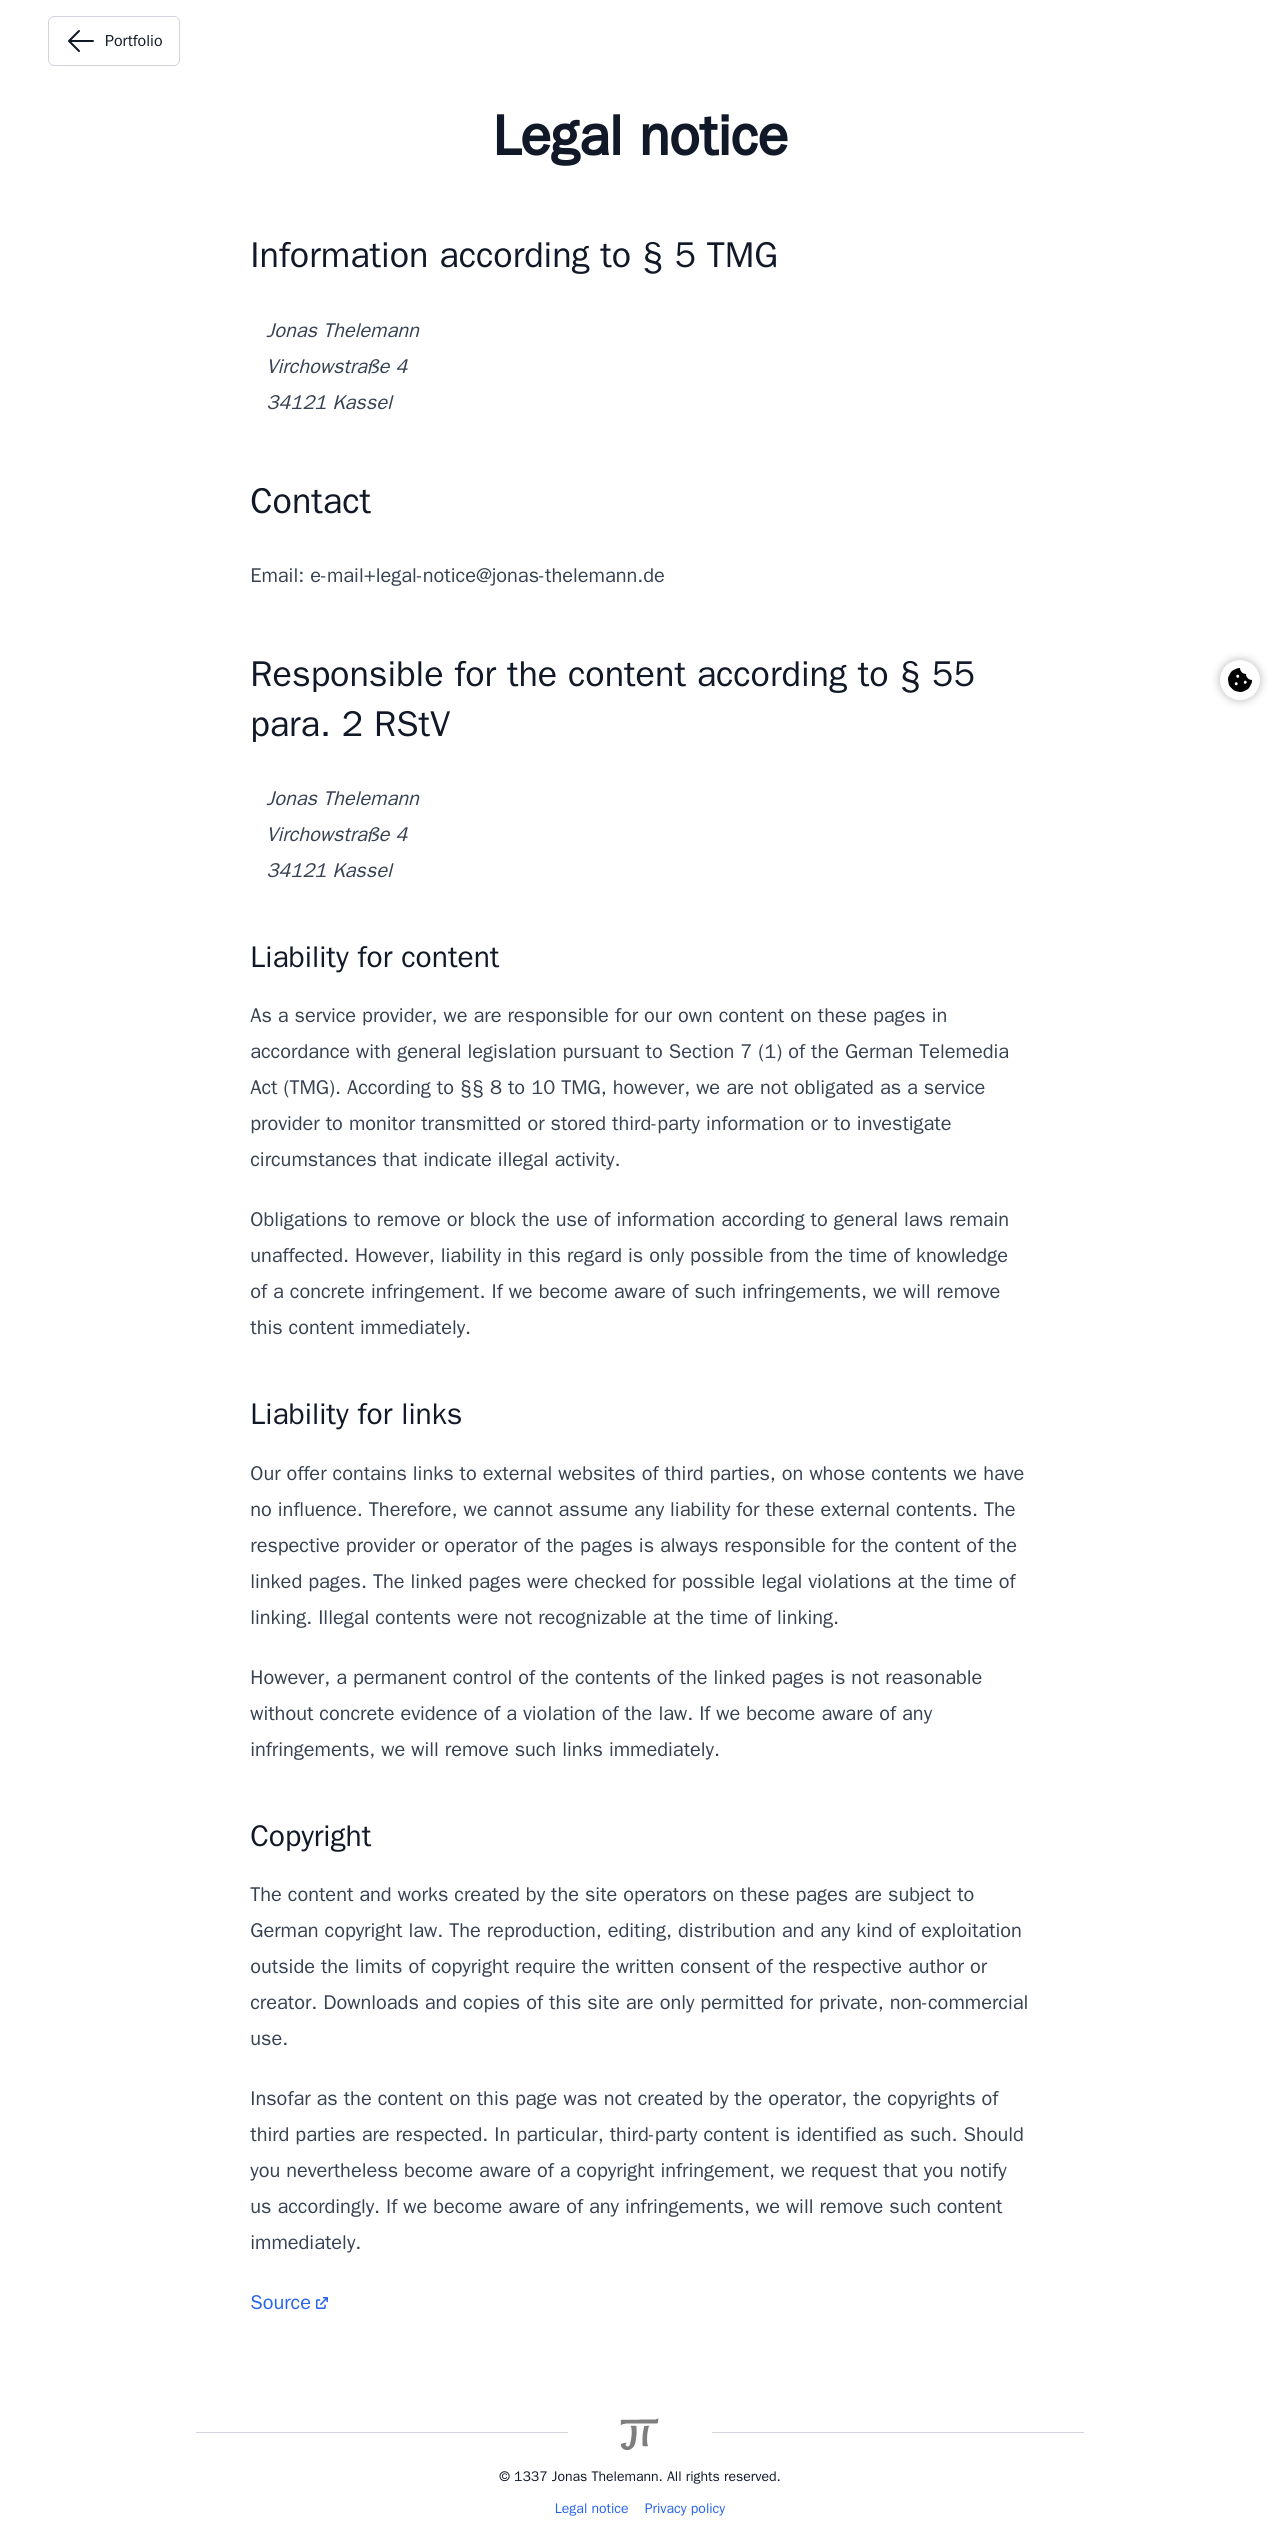 Portfolio
Legal notice
Information according to § 5 TMG
Jonas Thelemann
Virchowstraße 4
34121 Kassel
Contact
Email: e-mail+legal-notice@jonas-thelemann.de
Responsible for the content according to § 55
para. 2 RStV
Jonas Thelemann
Virchowstraße 4
34121 Kassel
Liability for content
As a service provider, we are responsible for our own content on these pages in
accordance with general legislation pursuant to Section 7 (1) of the German Telemedia
Act (TMG). According to §§ 8 to 10 TMG, however, we are not obligated as a service
provider to monitor transmitted or stored third-party information or to investigate
circumstances that indicate illegal activity.
Obligations to remove or block the use of information according to general laws remain
unaffected. However, liability in this regard is only possible from the time of knowledge
of a concrete infringement. If we become aware of such infringements, we will remove
this content immediately.
Liability for links
Our offer contains links to external websites of third parties, on whose contents we have
no influence. Therefore, we cannot assume any liability for these external contents. The
respective provider or operator of the pages is always responsible for the content of the
linked pages. The linked pages were checked for possible legal violations at the time of
linking. Illegal contents were not recognizable at the time of linking.
However, a permanent control of the contents of the linked pages is not reasonable
without concrete evidence of a violation of the law. If we become aware of any
infringements, we will remove such links immediately.
Copyright
The content and works created by the site operators on these pages are subject to
German copyright law. The reproduction, editing, distribution and any kind of exploitation
outside the limits of copyright require the written consent of the respective author or
creator. Downloads and copies of this site are only permitted for private, non-commercial
use.
Insofar as the content on this page was not created by the operator, the copyrights of
third parties are respected. In particular, third-party content is identified as such. Should
you nevertheless become aware of a copyright infringement, we request that you notify
us accordingly. If we become aware of any infringements, we will remove such content
immediately.
Source
JT
© 1337 Jonas Thelemann. All rights reserved.
Legal notice Privacy policy